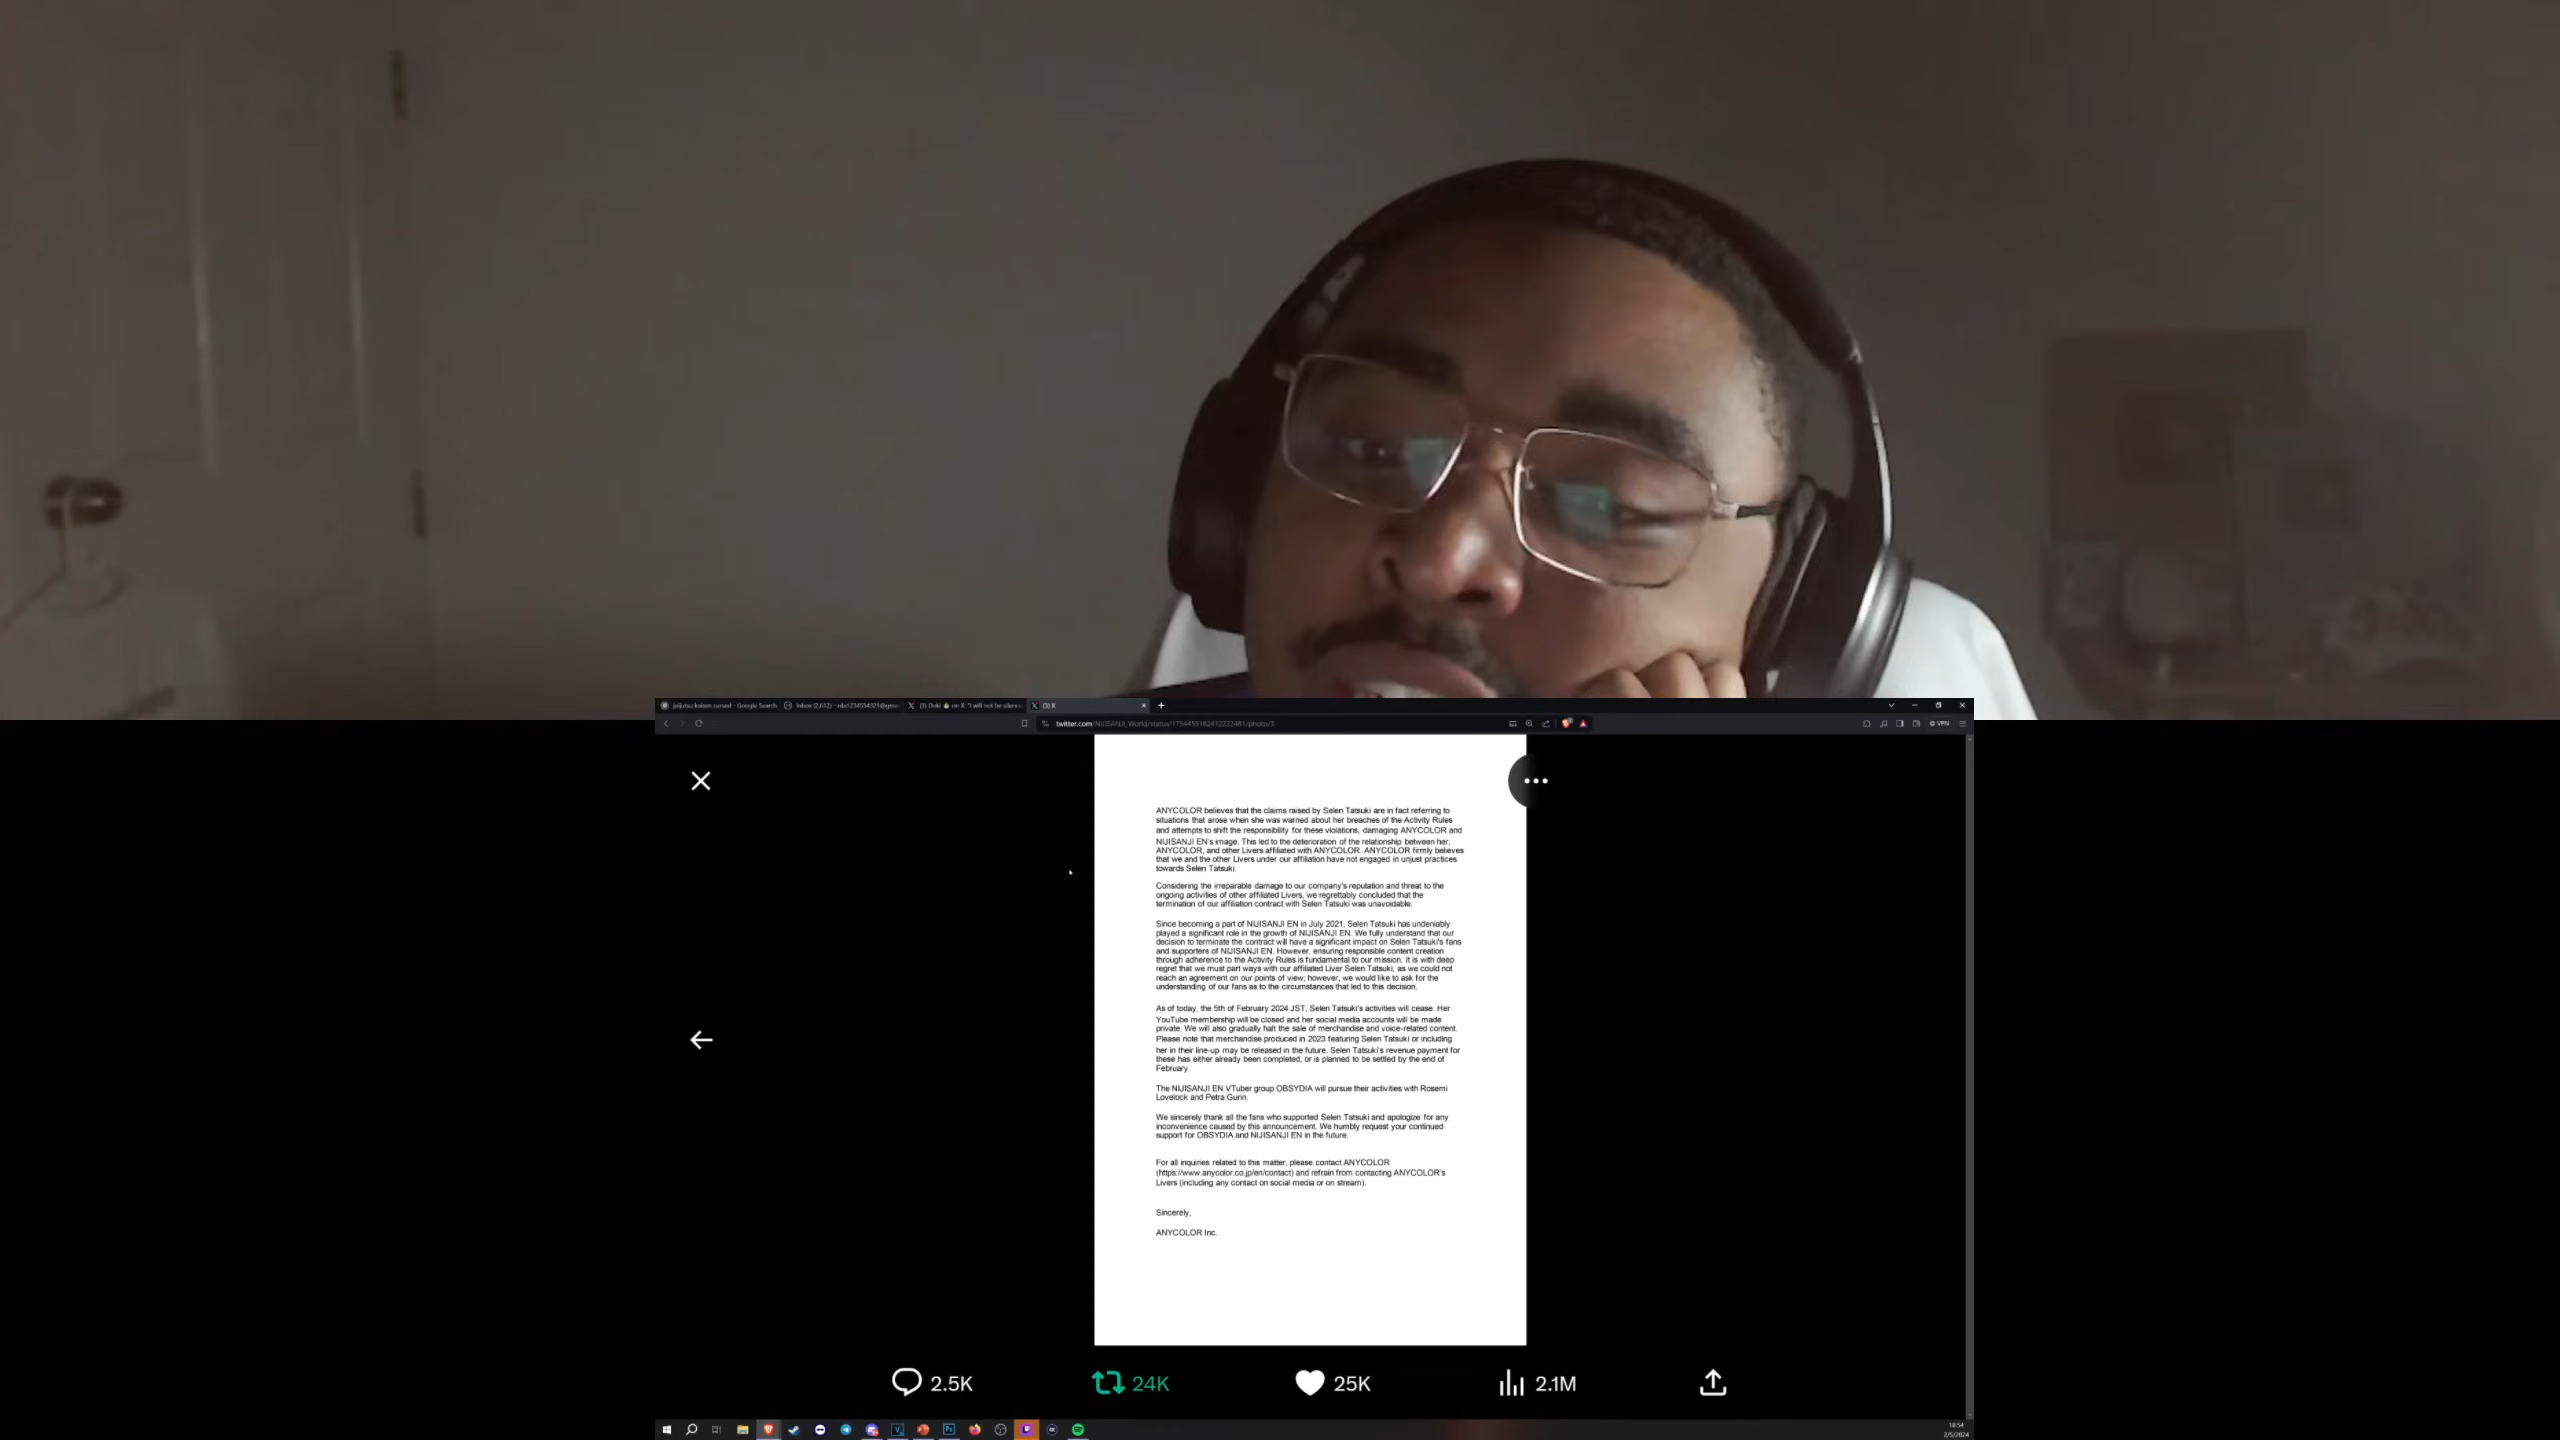 jujutsu kaisen cursed - Google Search
(3) X
twitter.com/NIJISANJI_World/status/1754455182412222481/photo/3
VPN
ANYCOLOR believes that the claims raised by Selen Tatsuki are in fact referring to
situations that arose when she was warned about her breaches of the Activity Rules
and attempts to shift the responsibility for these violations, damaging ANYCOLOR and
NIJISANJI EN's image. This led to the deterioration of the relationship between her,
ANYCOLOR, and other Livers affiliated with ANYCOLOR. ANYCOLOR firmly believes
that we and the other Livers under our affiliation have not engaged in unjust practices
towards Selen Tatsuki.
Considering the irreparable damage to our company's reputation and threat to the
ongoing activities of other affiliated Livers, we regrettably concluded that the
termination of our affiliation contract with Selen Tatsuki was unavoidable.
Since becoming a part of NIJISANJI EN in July 2021, Selen Tatsuki has undeniably
played a significant role in the growth of NIJISANJI EN. We fully understand that our
decision to terminate the contract will have a significant impact on Selen Tatsuki's fans
and supporters of NIJISANJI EN. However, ensuring responsible content creation
through adherence to the Activity Rules is fundamental to our mission. It is with deep
regret that we must part ways with our affiliated Liver Selen Tatsuki, as we could not
reach an agreement on our points of view; however, we would like to ask for the
understanding of our fans as to the circumstances that led to this decision.
As of today, the 5th of February 2024 JST, Selen Tatsuki's activities will cease. Her
YouTube membership will be closed and her social media accounts will be made
private. We will also gradually halt the sale of merchandise and voice-related content.
Please note that merchandise produced in 2023 featuring Selen Tatsuki or including
her in their line-up may be released in the future. Selen Tatsuki's revenue payment for
these has either already been completed, or is planned to be settled by the end of
February.
The NIJISANJI EN VTuber group OBSYDIA will pursue their activities with Rosemi
Lovelock and Petra Gurin.
We sincerely thank all the fans who supported Selen Tatsuki and apologize for any
inconvenience caused by this announcement. We humbly request your continued
support for OBSYDIA and NIJISANJI EN in the future.
For all inquiries related to this matter, please contact ANYCOLOR
(https://www.anycolor.co.jp/en/contact) and refrain from contacting ANYCOLOR's
Livers (including any contact on social media or on stream).
Sincerely,
ANYCOLOR Inc.
2.5K 24K 25K 2.1M
18:54
2/5/2024